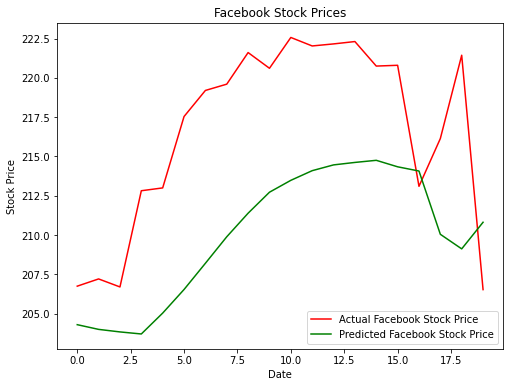 Facebook Stock Prices
Stock Price
222.5
220.0
217.5
215.0
212.5
210.0
207.5
205.0
Actual Facebook Stock Price
Predicted Facebook Stock Price
0.0 2.5 5.0 7.5 10.0 12.5 15.0 17.5
Date